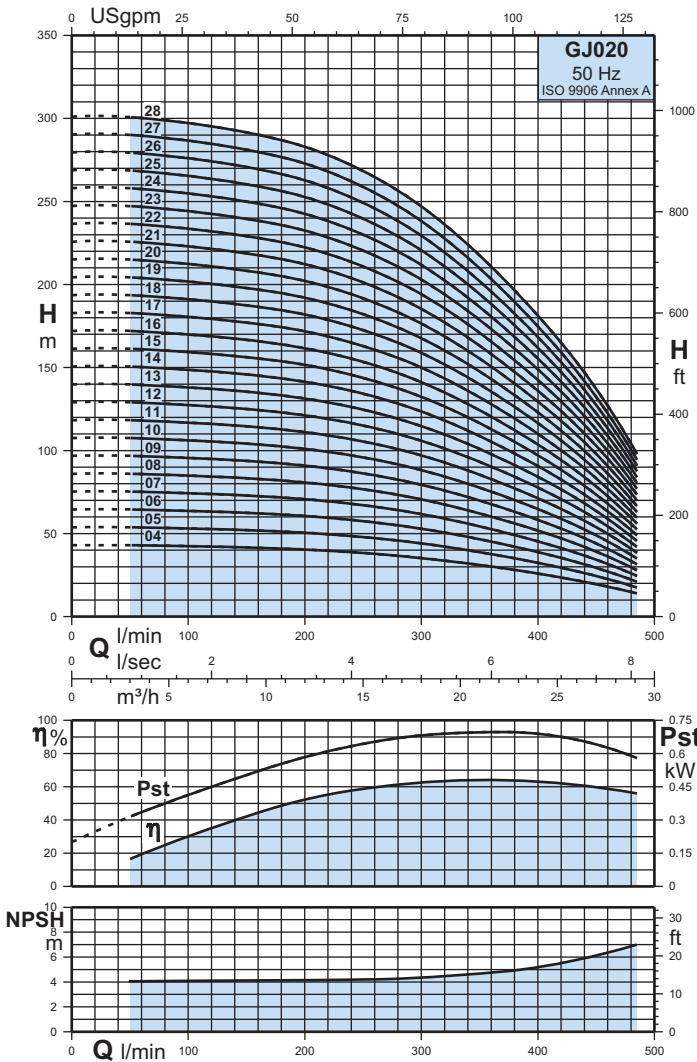 0 USgpm 25 50 75 100 125
GJ020
50 Hz
ISO 9906 Annex A
350
300
250
200
150
100
50
0
H
m
1000
800
600
400
200
0
H
ft
28
27
26
25
24
23
22
21
20
19
18
17
16
15
14
13
12
11
10
09
08
07
06
05
04
0 100 200 300 400 500
Q l/min
0 l/sec 2 4 6 8
0 m³/h 5 10 15 20 25 30
η%
100
80
60
40
20
0
Pst
η
0.75
Pst
0.6
kW
0.45
0.3
0.15
0
NPSH
m
10
8
6
4
2
0
30
ft
20
10
0
0 Q l/min 100 200 300 400 500